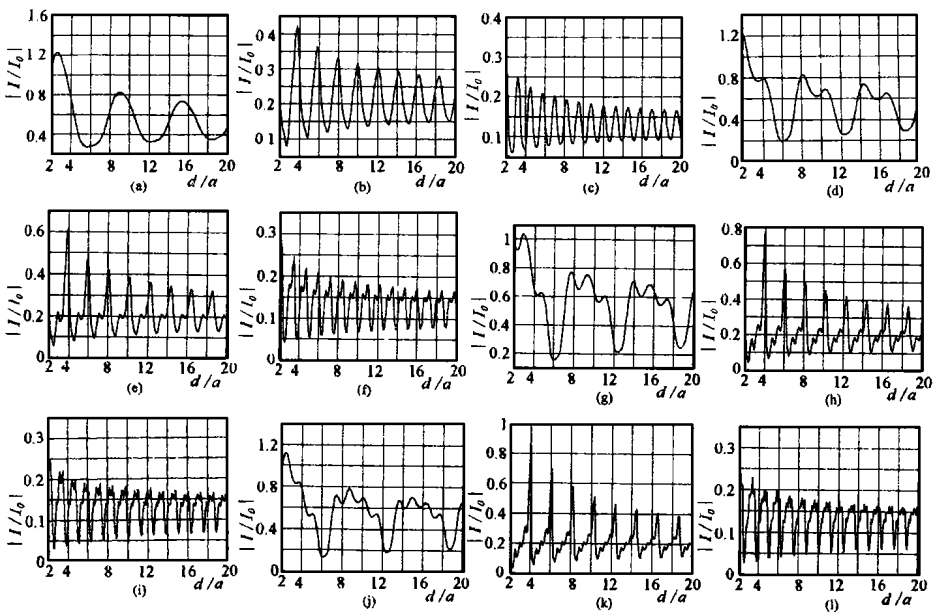 1.6
1.2
0.8
0.4
| I / I₀ |
2 4 8 12 16 20
(a) d/a
0.4
0.3
0.2
0.1
| I / I₀ |
2 4 8 12 16 20
(b) d/a
0.4
0.3
0.2
0.1
| I / I₀ |
2 4 8 12 16 20
(c) d/a
1.2
0.8
0.4
0
| I / I₀ |
2 4 8 12 16 20
(d) d/a
0.6
0.4
0.2
0
| I / I₀ |
2 4 8 12 16 20
(e) d/a
0.3
0.2
0.1
0
| I / I₀ |
2 4 8 12 16 20
(f) d/a
1
0.8
0.6
0.4
0.2
| I / I₀ |
2 4 8 12 16 20
(g) d/a
0.8
0.6
0.4
0.2
0
| I / I₀ |
2 4 8 12 16 20
(h) d/a
0.3
0.2
0.1
0
| I / I₀ |
2 4 8 12 16 20
(i) d/a
1.2
0.8
0.4
0
| I / I₀ |
2 4 8 12 16 20
(j) d/a
1
0.8
0.6
0.4
0.2
0
| I / I₀ |
2 4 8 12 16 20
(k) d/a
0.3
0.2
0.1
0
| I / I₀ |
2 4 8 12 16 20
(l) d/a